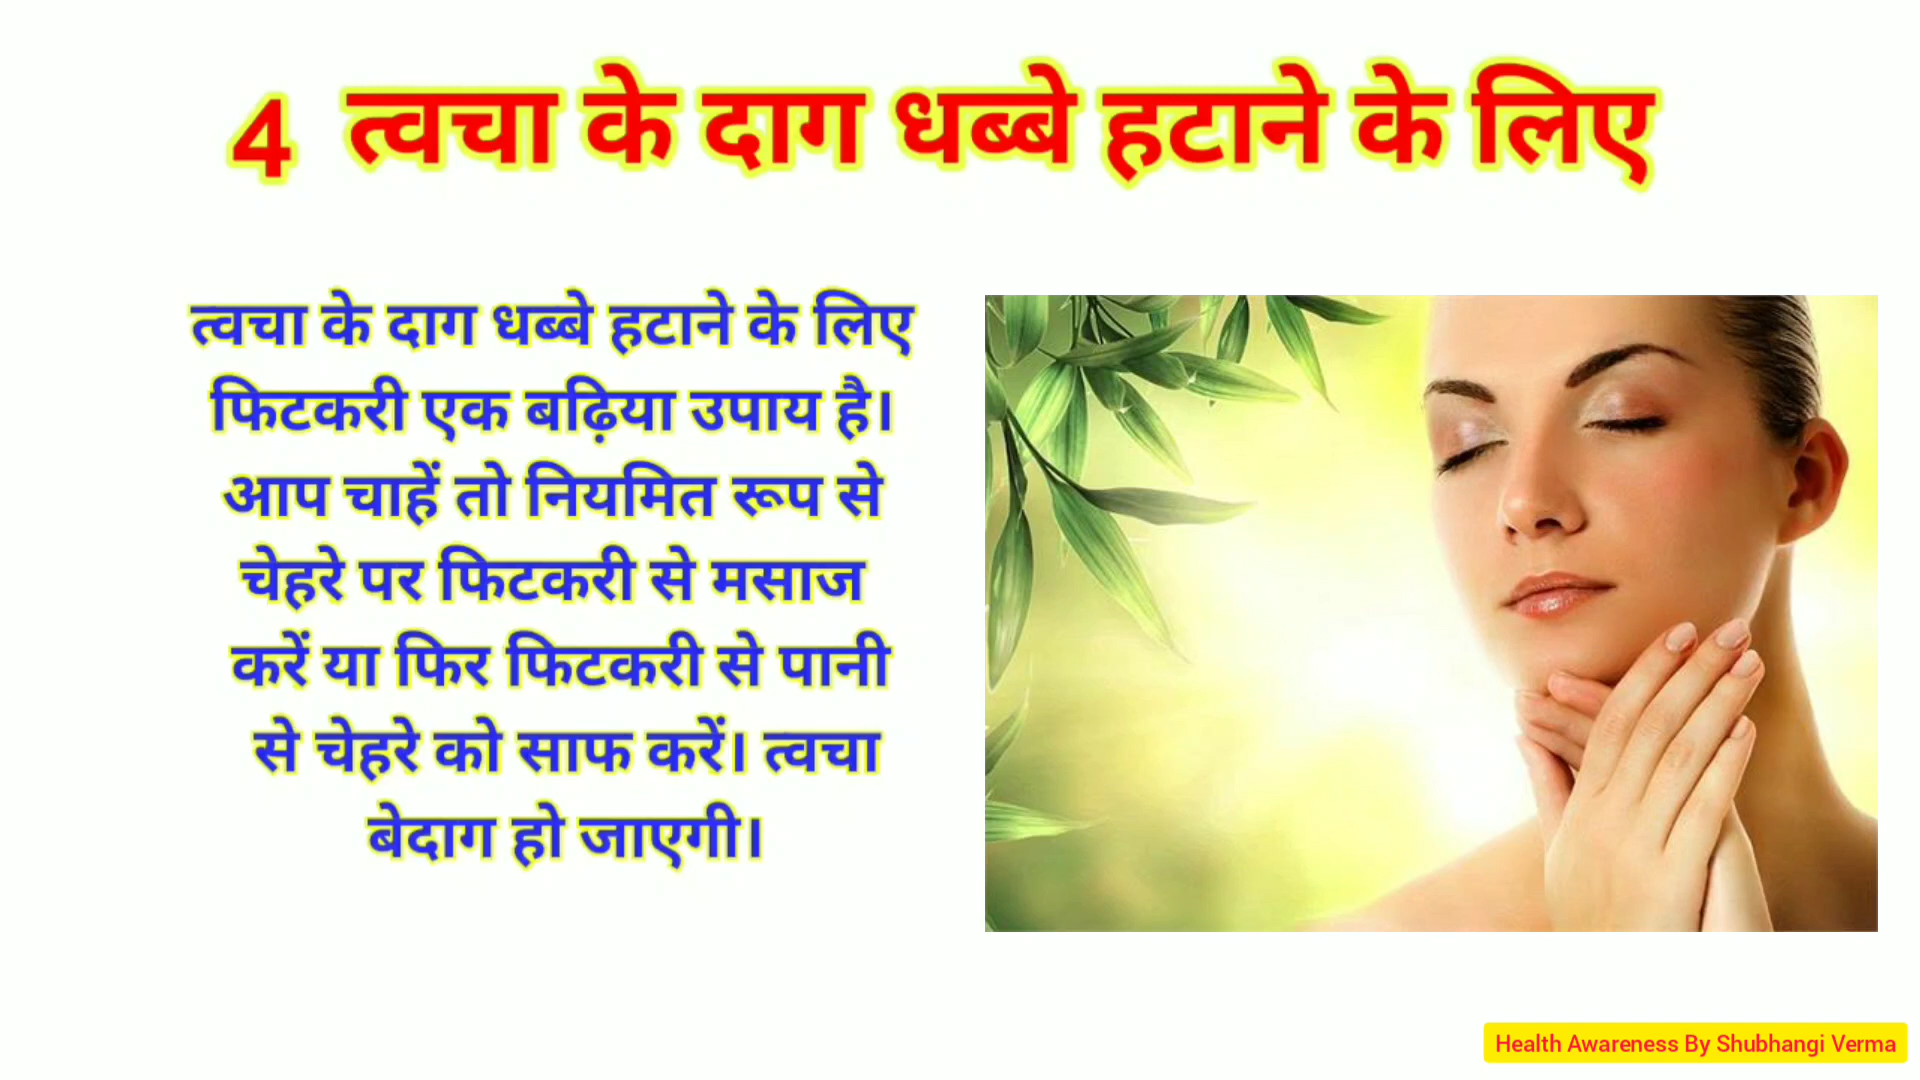 4 त्वचा के दाग धब्बे हटाने के लिए
त्वचा के दाग धब्बे हटाने के लिए
फिटकरी एक बढ़िया उपाय है।
आप चाहें तो नियमित रूप से
चेहरे पर फिटकरी से मसाज
करें या फिर फिटकरी से पानी
से चेहरे को साफ करें। त्वचा
बेदाग हो जाएगी।
Health Awareness By Shubhangi Verma